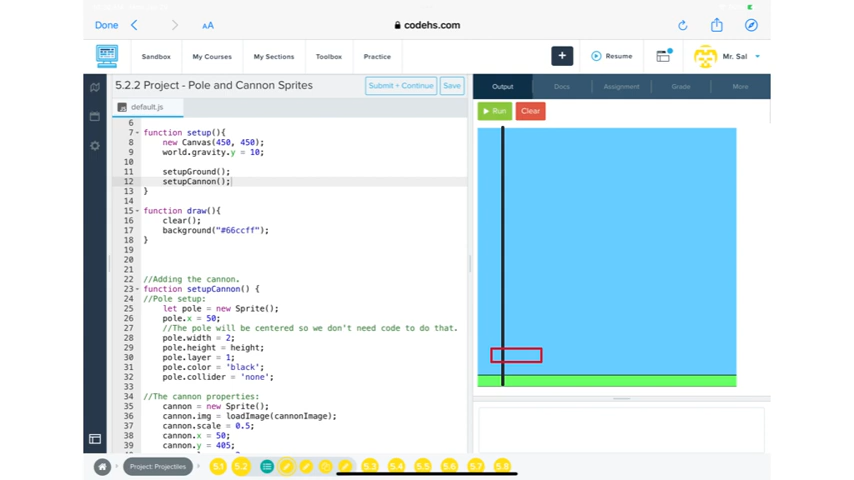 Done
AA
codehs.com
Sandbox
My Courses
My Sections
Toolbox
Practice
+
Resume
Mr. Sal
5.2.2 Project - Pole and Cannon Sprites
Submit + Continue
Save
Output
Docs
Assignment
Grade
More
default.js
Run
Clear
6
7 function setup(){
8 new Canvas(450, 450);
9 world.gravity.y = 10;
10
11 setupGround();
12 setupCannon();
13 }
14
15 function draw(){
16 clear();
17 background("#66ccff");
18 }
19
20
21
22 //Adding the cannon.
23 function setupCannon() {
24 //Pole setup:
25 let pole = new Sprite();
26 pole.x = 50;
27 //The pole will be centered so we don't need code to do that.
28 pole.width = 2;
29 pole.height = height;
30 pole.layer = 1;
31 pole.color = 'black';
32 pole.collider = 'none';
33
34 //The cannon properties:
35 cannon = new Sprite();
36 cannon.img = loadImage(cannonImage);
37 cannon.scale = 0.5;
38 cannon.x = 50;
39 cannon.y = 405;
Project: Projectiles
5.1
5.2
5.3
5.4
5.5
5.6
5.7
5.8